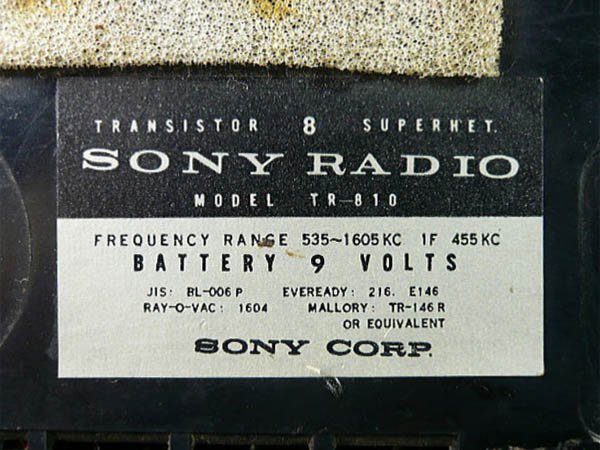 TRANSISTOR 8 SUPERHET.
SONY RADIO
MODEL TR-810
FREQUENCY RANGE 535~1605KC IF 455KC
BATTERY 9 VOLTS
JIS: BL-006P EVEREADY: 216. E146
RAY-O-VAC: 1604 MALLORY: TR-146R
OR EQUIVALENT
SONY CORP.